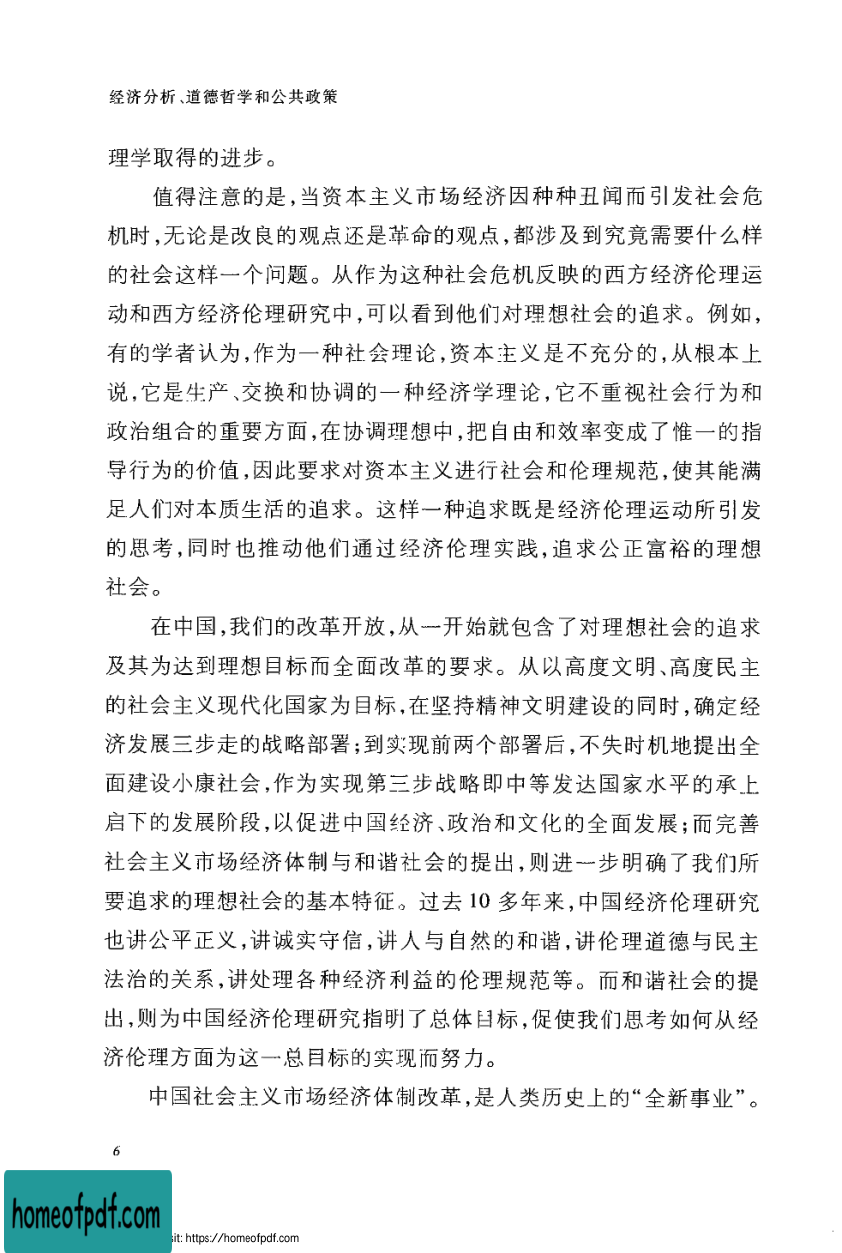 经济分析、道德哲学和公共政策
理学取得的进步。
值得注意的是,当资本主义市场经济因种种丑闻而引发社会危
机时,无论是改良的观点还是革命的观点,都涉及到究竟需要什么样
的社会这样一个问题。从作为这种社会危机反映的西方经济伦理运
动和西方经济伦理研究中,可以看到他们对理想社会的追求。例如,
有的学者认为,作为一种社会理论,资本主义是不充分的,从根本上
说,它是生产、交换和协调的一种经济学理论,它不重视社会行为和
政治组合的重要方面,在协调理想中,把自由和效率变成了惟一的指
导行为的价值,因此要求对资本主义进行社会和伦理规范,使其能满
足人们对本质生活的追求。这样一种追求既是经济伦理运动所引发
的思考,同时也推动他们通过经济伦理实践,追求公正富裕的理想
社会。
在中国,我们的改革开放,从一开始就包含了对理想社会的追求
及其为达到理想目标而全面改革的要求。从以高度文明、高度民主
的社会主义现代化国家为目标,在坚持精神文明建设的同时,确定经
济发展三步走的战略部署;到实现前两个部署后,不失时机地提出全
面建设小康社会,作为实现第三步战略即中等发达国家水平的承上
启下的发展阶段,以促进中国经济、政治和文化的全面发展;而完善
社会主义市场经济体制与和谐社会的提出,则进一步明确了我们所
要追求的理想社会的基本特征。过去 10 多年来,中国经济伦理研究
也讲公平正义,讲诚实守信,讲人与自然的和谐,讲伦理道德与民主
法治的关系,讲处理各种经济利益的伦理规范等。而和谐社会的提
出,则为中国经济伦理研究指明了总体目标,促使我们思考如何从经
济伦理方面为这一总目标的实现而努力。
中国社会主义市场经济体制改革,是人类历史上的“全新事业”。
6
homeofpdf.com
sit: https://homeofpdf.com